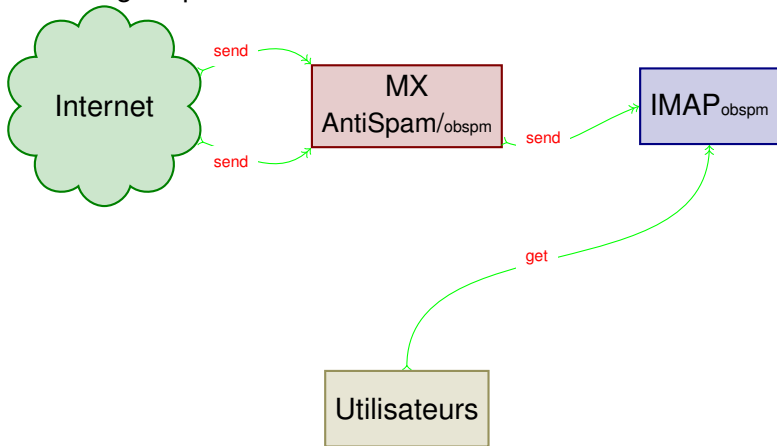 send
Internet
send
MX
AntiSpam/obspm
send
IMAPobspm
get
Utilisateurs